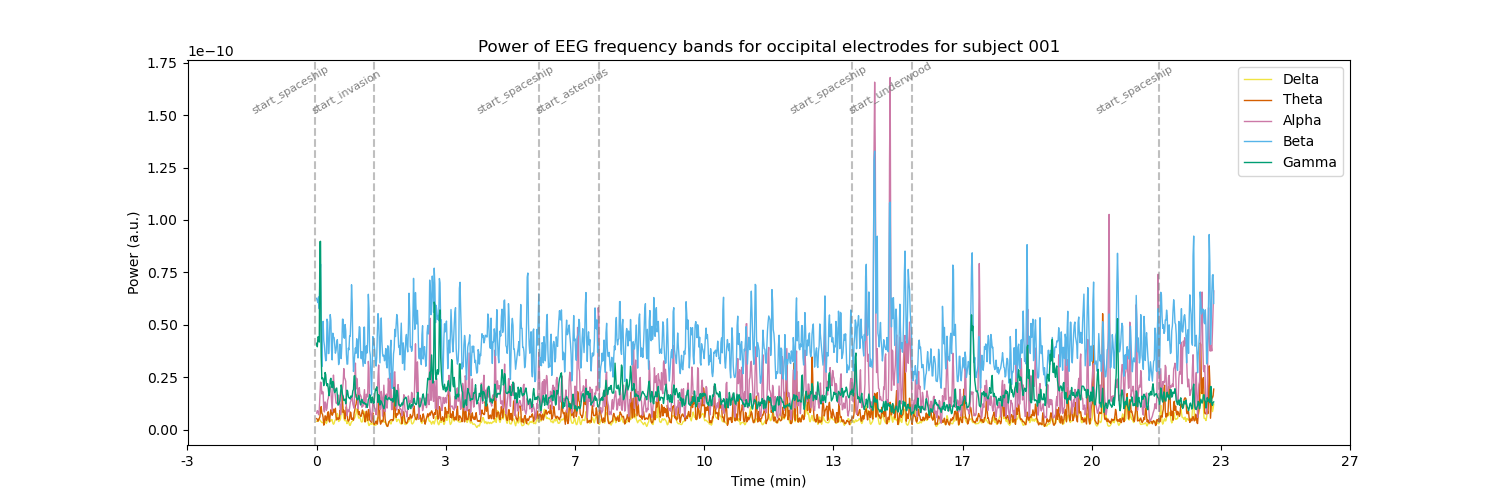 Power of EEG frequency bands for occipital electrodes for subject 001
1e−10
1.75
1.50
1.25
1.00
0.75
0.50
0.25
0.00
Power (a.u.)
start_spaceship
start_invasion
start_spaceship
start_asteroids
start_spaceship
start_underwood
start_spaceship
Delta
Theta
Alpha
Beta
Gamma
-3 0 3 7 10 13 17 20 23 27
Time (min)